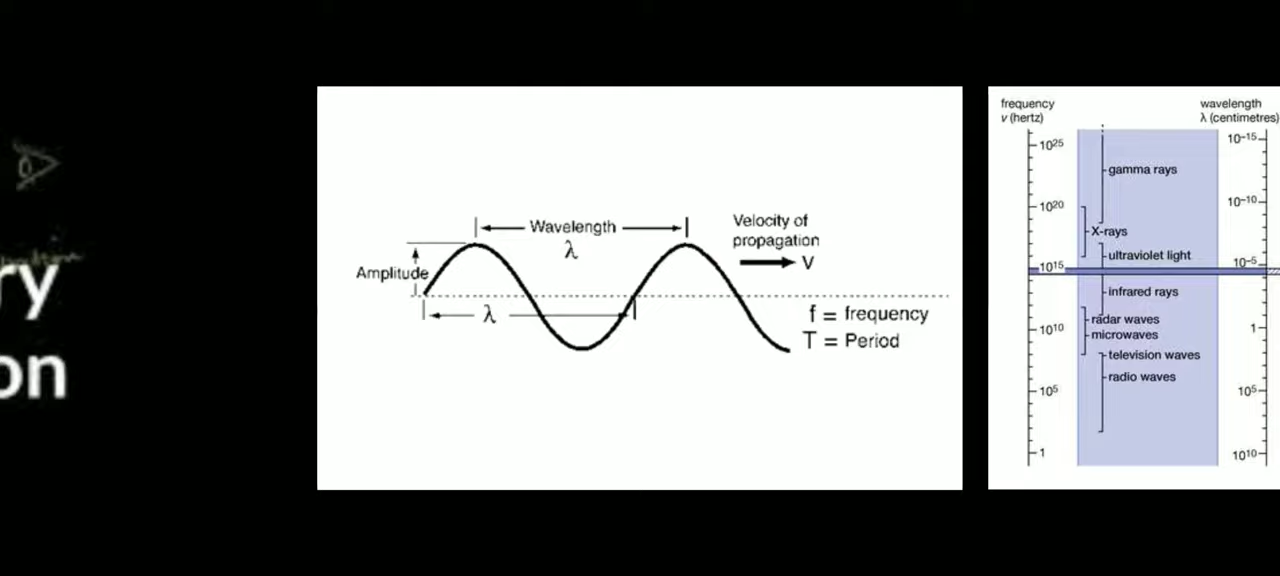 ry
on
Wavelength
λ
Amplitude
λ
Velocity of
propagation
V
f = frequency
T = Period
frequency
ν (hertz)
10²⁵
10²⁰
10¹⁵
10¹⁰
10⁵
1
gamma rays
X-rays
ultraviolet light
infrared rays
radar waves
microwaves
television waves
radio waves
wavelength
λ (centimetres)
10⁻¹⁵
10⁻¹⁰
10⁻⁵
1
10⁵
10¹⁰